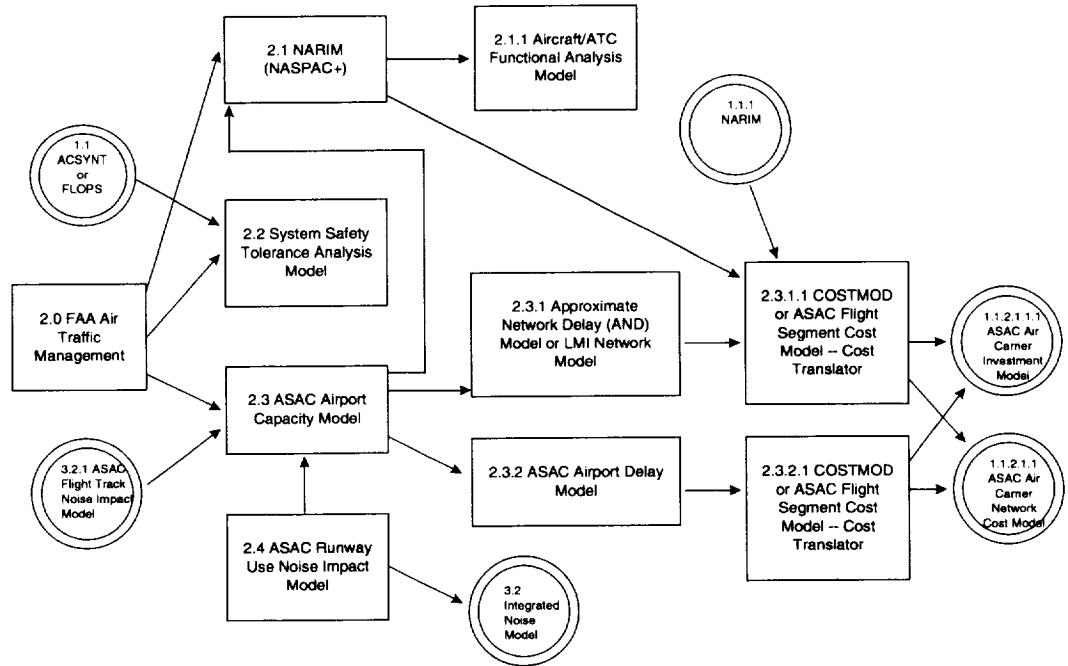 2.1 NARIM
(NASPAC+)
2.1.1 Aircraft/ATC
Functional Analysis
Model
1.1.1
NARIM
1.1
ACSYNT
or
FLOPS
2.2 System Safety
Tolerance Analysis
Model
2.0 FAA Air
Traffic
Management
2.3.1 Approximate
Network Delay (AND)
Model or LMI Network
Model
2.3.1.1 COSTMOD
or ASAC Flight
Segment Cost
Model -- Cost
Translator
1.1.2.1.1.1
ASAC Air
Carrier
Investment
Model
2.3 ASAC Airport
Capacity Model
3.2.1 ASAC
Flight Track
Noise Impact
Model
2.3.2 ASAC Airport Delay
Model
2.3.2.1 COSTMOD
or ASAC Flight
Segment Cost
Model -- Cost
Translator
1.1.2.1.1
ASAC Air
Carrier
Network
Cost Model
2.4 ASAC Runway
Use Noise Impact
Model
3.2
Integrated
Noise
Model